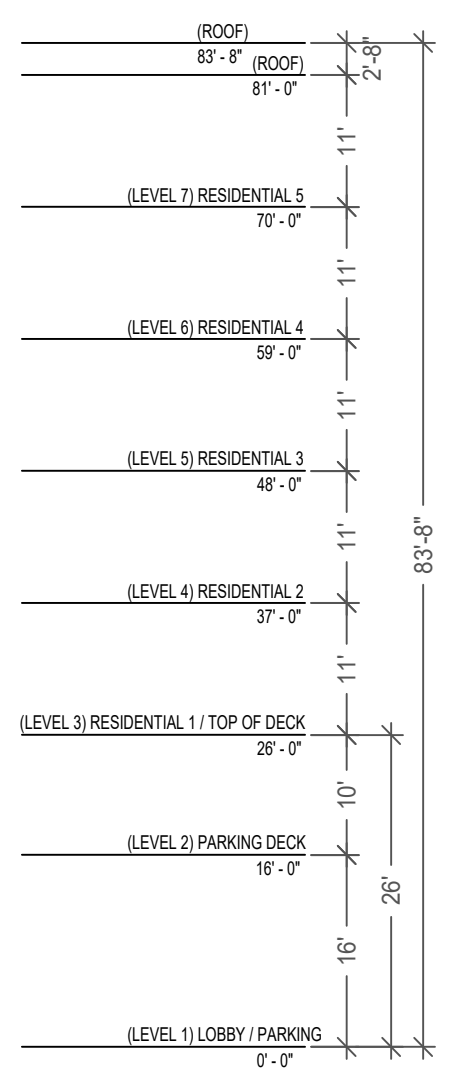 (ROOF)
83' - 8"
2'-8"
(ROOF)
81' - 0"
11'
(LEVEL 7) RESIDENTIAL 5
70' - 0"
11'
(LEVEL 6) RESIDENTIAL 4
59' - 0"
11'
(LEVEL 5) RESIDENTIAL 3
48' - 0"
11'
83'-8"
(LEVEL 4) RESIDENTIAL 2
37' - 0"
11'
(LEVEL 3) RESIDENTIAL 1 / TOP OF DECK
26' - 0"
10'
(LEVEL 2) PARKING DECK
16' - 0"
26'
16'
(LEVEL 1) LOBBY / PARKING
0' - 0"